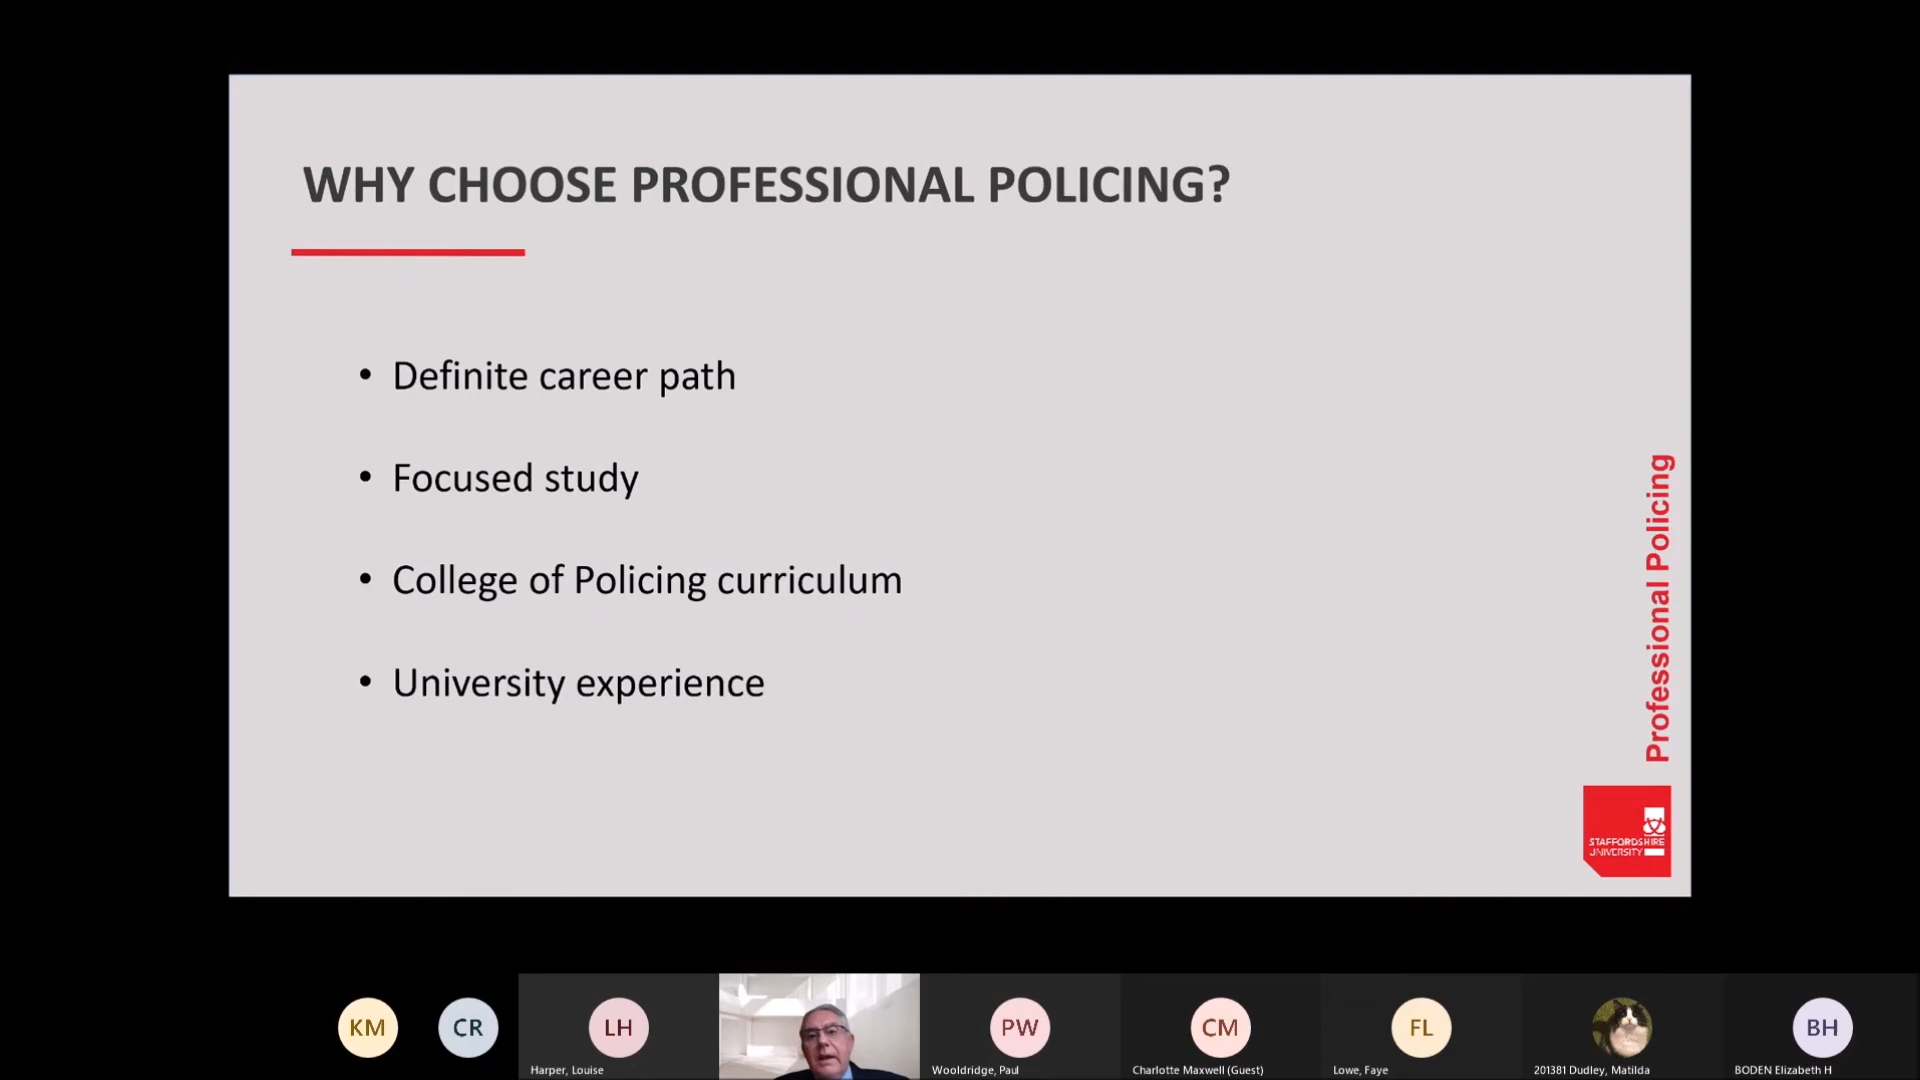 WHY CHOOSE PROFESSIONAL POLICING?
• Definite career path
• Focused study
• College of Policing curriculum
• University experience
Professional Policing
STAFFORDSHIRE
UNIVERSITY
KM
CR
LH
PW
CM
FL
BH
Harper, Louise
Wooldridge, Paul
Charlotte Maxwell (Guest)
Lowe, Faye
201381 Dudley, Matilda
BODEN Elizabeth H